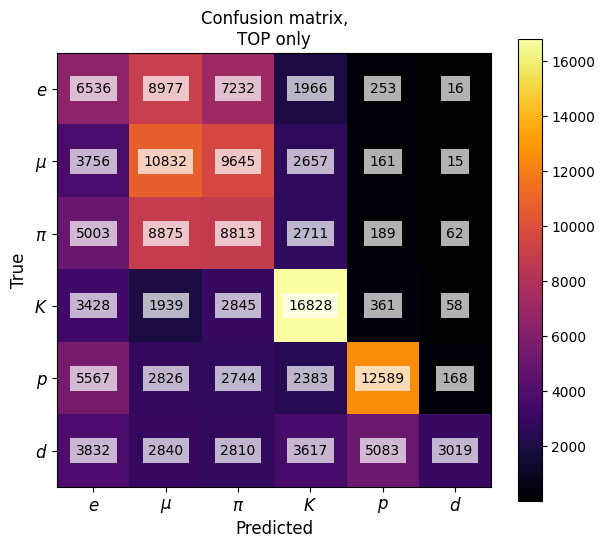 Confusion matrix,
TOP only
True
e 6536 8977 7232 1966 253 16
μ 3756 10832 9645 2657 161 15
π 5003 8875 8813 2711 189 62
K 3428 1939 2845 16828 361 58
p 5567 2826 2744 2383 12589 168
d 3832 2840 2810 3617 5083 3019
e μ π K p d
Predicted
16000
14000
12000
10000
8000
6000
4000
2000